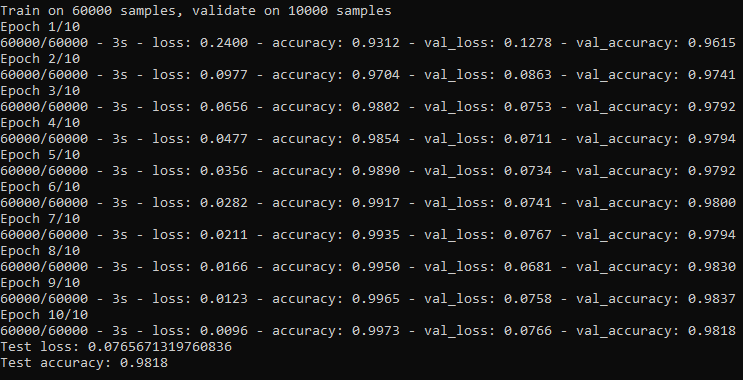 Train on 60000 samples, validate on 10000 samples
Epoch 1/10
60000/60000 - 3s - loss: 0.2400 - accuracy: 0.9312 - val_loss: 0.1278 - val_accuracy: 0.9615
Epoch 2/10
60000/60000 - 3s - loss: 0.0977 - accuracy: 0.9704 - val_loss: 0.0863 - val_accuracy: 0.9741
Epoch 3/10
60000/60000 - 3s - loss: 0.0656 - accuracy: 0.9802 - val_loss: 0.0753 - val_accuracy: 0.9792
Epoch 4/10
60000/60000 - 3s - loss: 0.0477 - accuracy: 0.9854 - val_loss: 0.0711 - val_accuracy: 0.9794
Epoch 5/10
60000/60000 - 3s - loss: 0.0356 - accuracy: 0.9890 - val_loss: 0.0734 - val_accuracy: 0.9792
Epoch 6/10
60000/60000 - 3s - loss: 0.0282 - accuracy: 0.9917 - val_loss: 0.0741 - val_accuracy: 0.9800
Epoch 7/10
60000/60000 - 3s - loss: 0.0211 - accuracy: 0.9935 - val_loss: 0.0767 - val_accuracy: 0.9794
Epoch 8/10
60000/60000 - 3s - loss: 0.0166 - accuracy: 0.9950 - val_loss: 0.0681 - val_accuracy: 0.9830
Epoch 9/10
60000/60000 - 3s - loss: 0.0123 - accuracy: 0.9965 - val_loss: 0.0758 - val_accuracy: 0.9837
Epoch 10/10
60000/60000 - 3s - loss: 0.0096 - accuracy: 0.9973 - val_loss: 0.0766 - val_accuracy: 0.9818
Test loss: 0.0765671319760836
Test accuracy: 0.9818